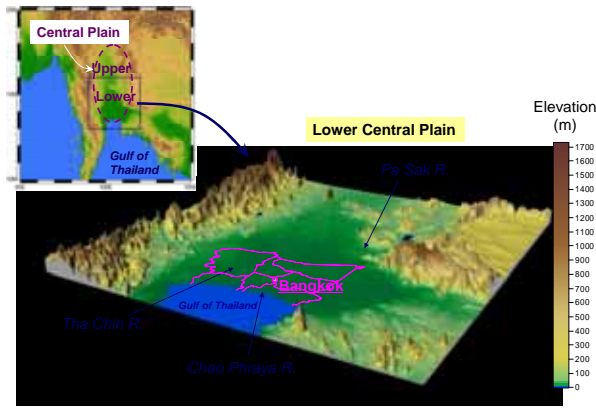 Central Plain
Upper
Lower
Gulf of
Thailand
Lower Central Plain
Elevation
(m)
1700
1600
1500
1400
1300
1200
1100
1000
900
800
700
600
500
400
300
200
100
0
Pa Sak R.
Bangkok
Gulf of Thailand
Tha Chin R.
Chao Phraya R.